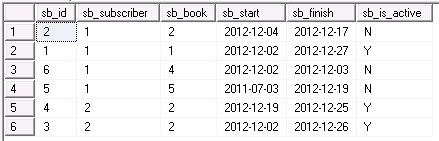 sb_id sb_subscriber sb_book sb_start sb_finish sb_is_active
1 2 1 2 2012-12-04 2012-12-17 N
2 1 1 1 2012-12-02 2012-12-27 Y
3 6 1 4 2012-12-02 2012-12-03 N
4 5 1 5 2011-07-03 2012-12-19 N
5 4 2 2 2012-12-19 2012-12-25 Y
6 3 2 2 2012-12-02 2012-12-26 Y